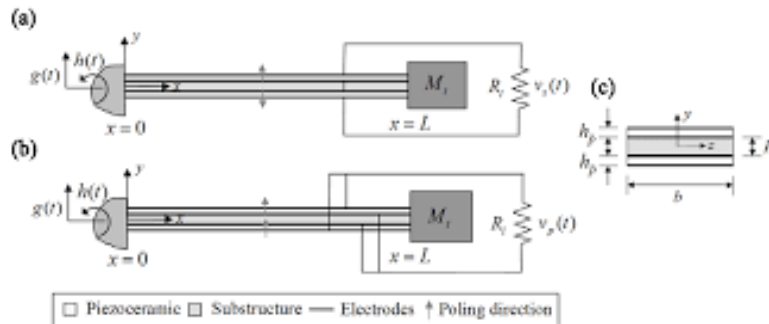 (a)
y
h(t)
g(t)
x
M_t
R_l
v_s(t)
x = 0
x = L
(c)
y
h_p
z
h_p
b
(b)
y
h(t)
g(t)
x
M_t
R_l
v_p(t)
x = 0
x = L
Piezoceramic Substructure Electrodes Poling direction